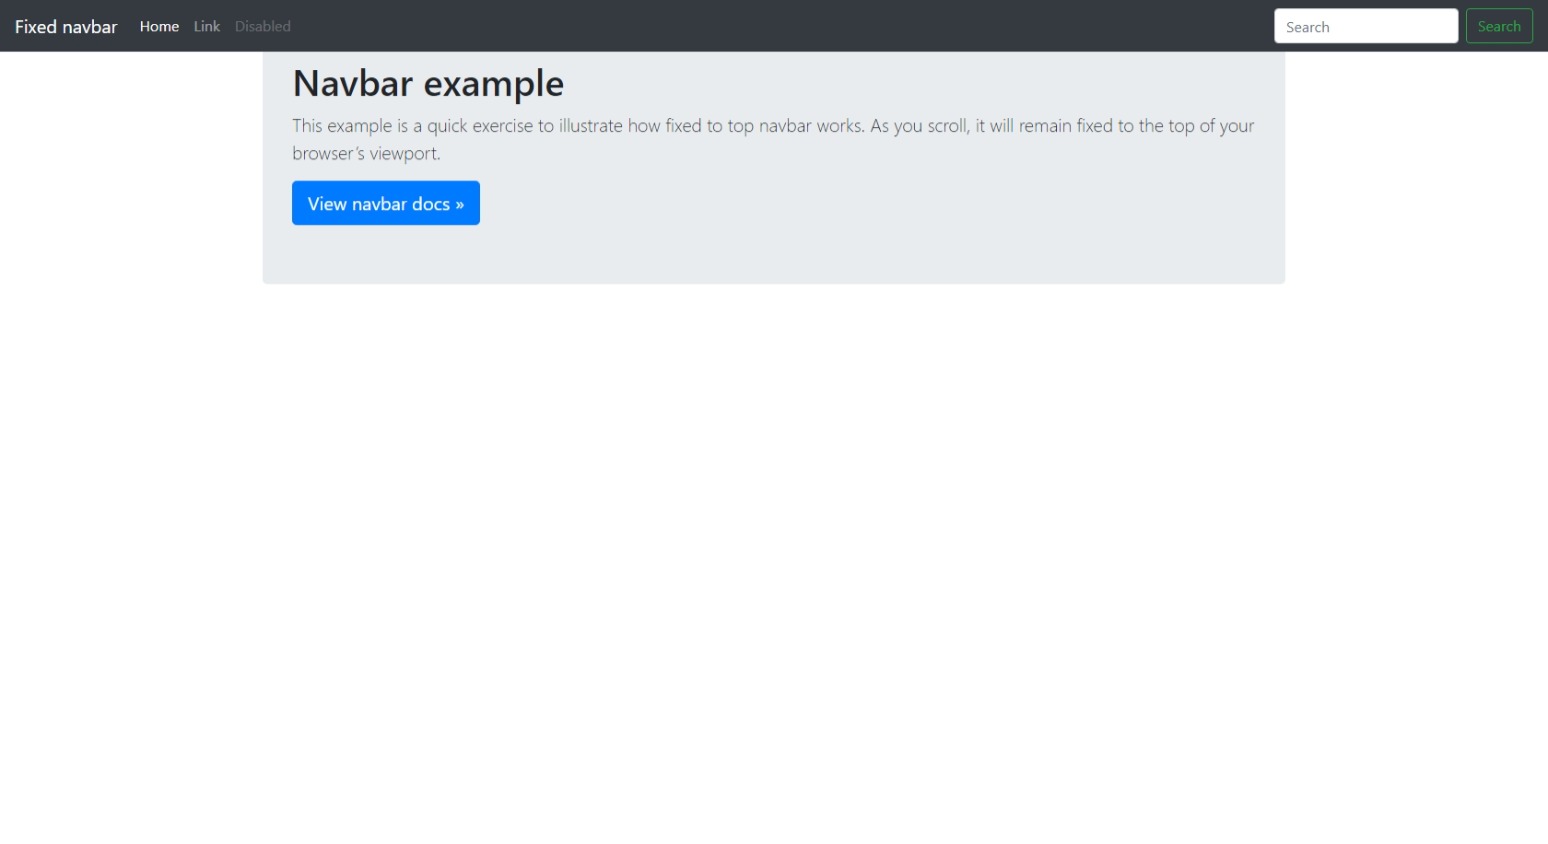 Fixed navbar Home Link Disabled Search Search
Navbar example
This example is a quick exercise to illustrate how fixed to top navbar works. As you scroll, it will remain fixed to the top of your
browser’s viewport.
View navbar docs »